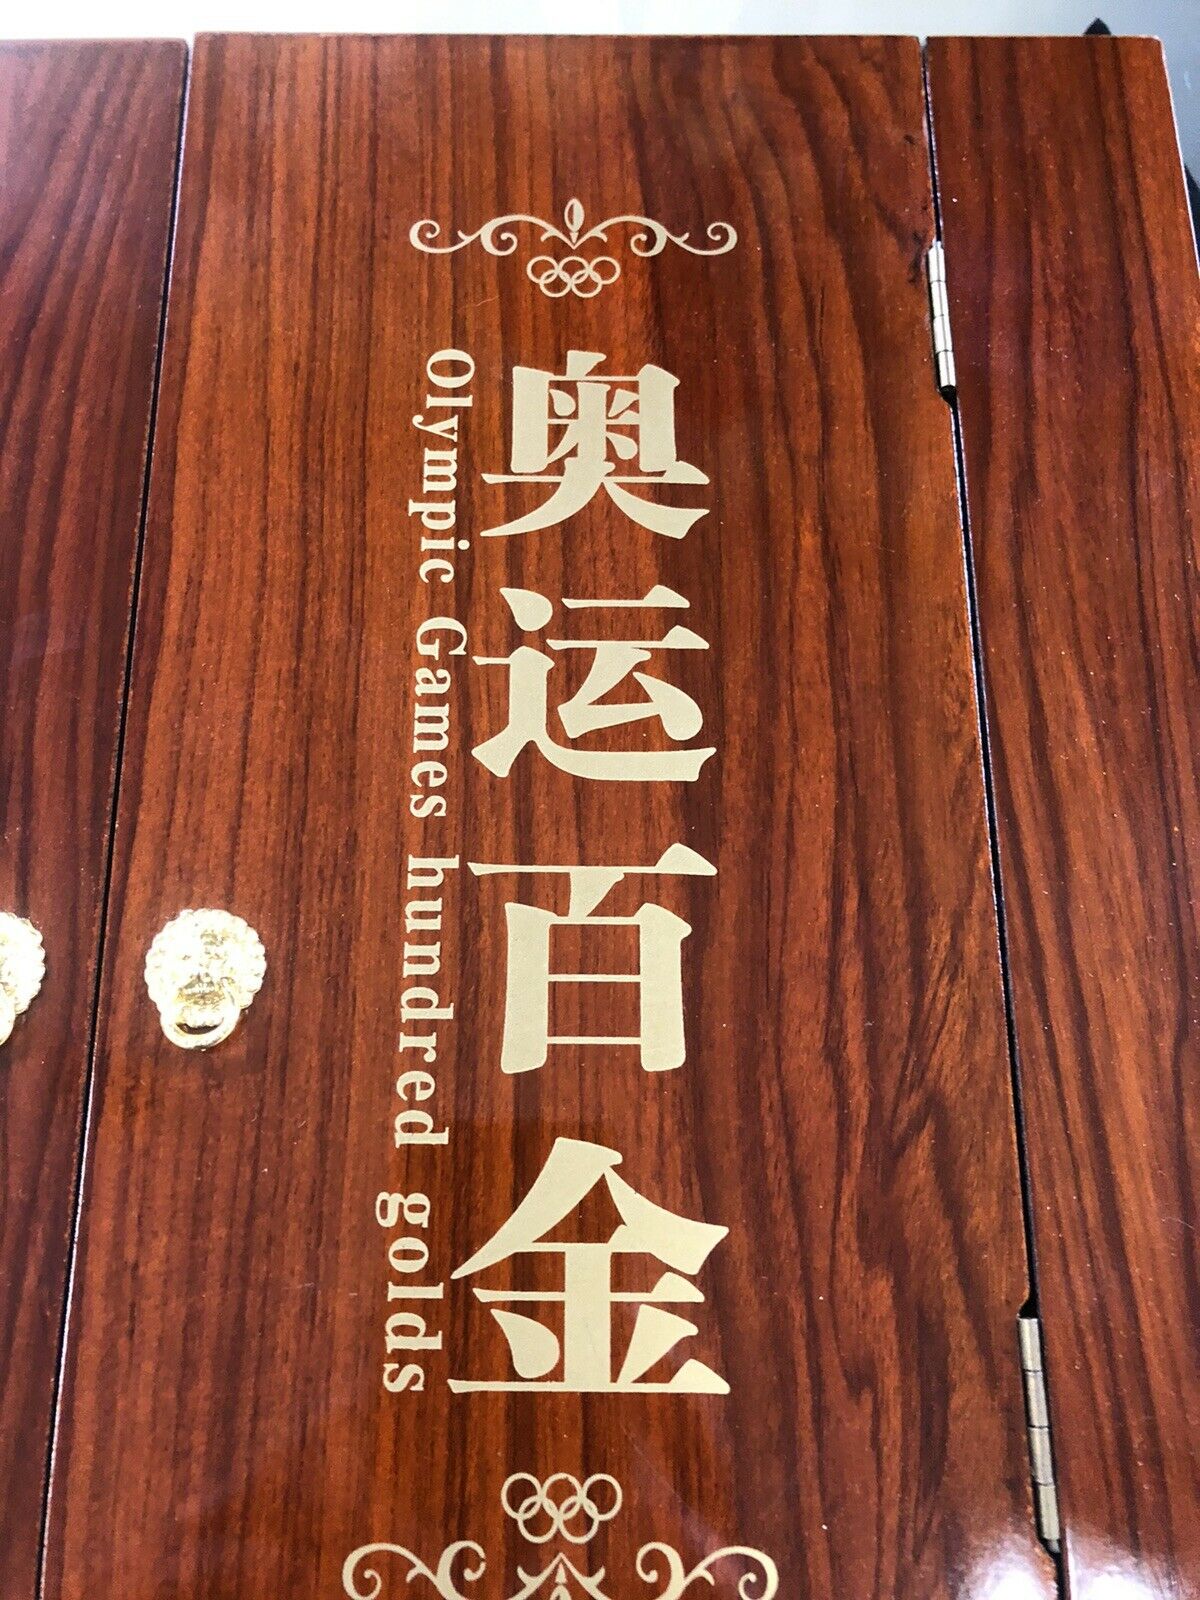 奥运百金
Olympic Games hundred golds